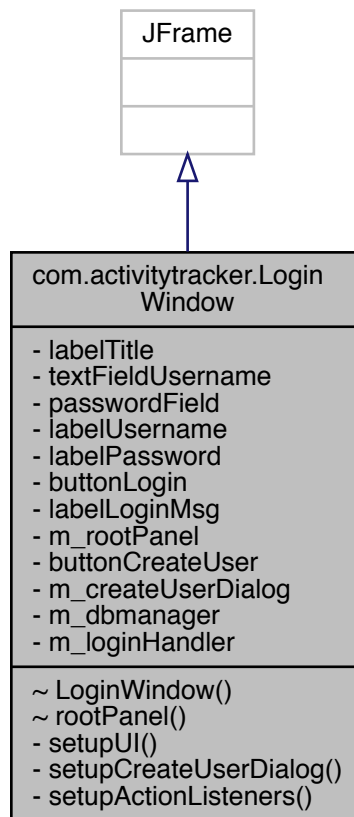 JFrame
com.activitytracker.Login
Window
- labelTitle
- textFieldUsername
- passwordField
- labelUsername
- labelPassword
- buttonLogin
- labelLoginMsg
- m_rootPanel
- buttonCreateUser
- m_createUserDialog
- m_dbmanager
- m_loginHandler
~ LoginWindow()
~ rootPanel()
- setupUI()
- setupCreateUserDialog()
- setupActionListeners()